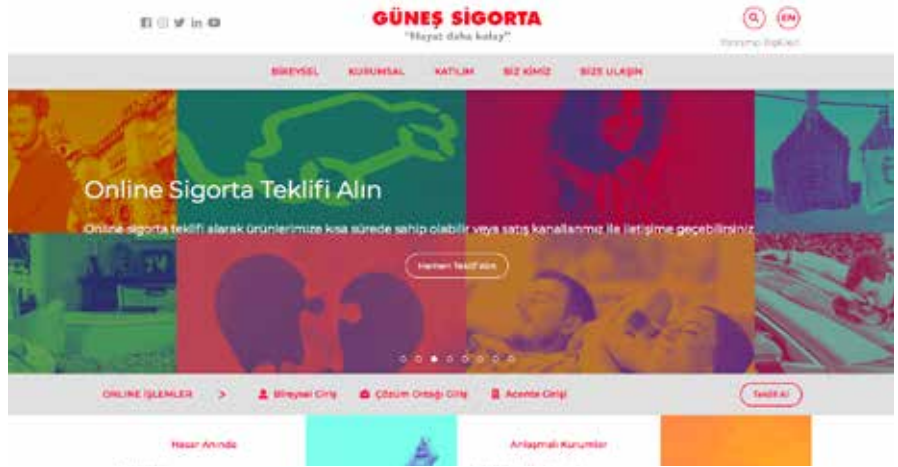 GÜNEŞ SİGORTA
"Hayat daha kolay"
EN
Yatırımcı İlişkileri
BİREYSEL KURUMSAL KATILIM BİZ KİMİZ BİZE ULAŞIN
Online Sigorta Teklifi Alın
Online sigorta teklifi alarak ürünlerimize kısa sürede sahip olabilir veya satış kanallarımız ile iletişime geçebilirsiniz
Hemen Teklif Alın
ONLINE İŞLEMLER > Bireysel Giriş Çözüm Ortağı Giriş Acente Girişi Teklif Al
Hasar Anında Anlaşmalı Kurumlar